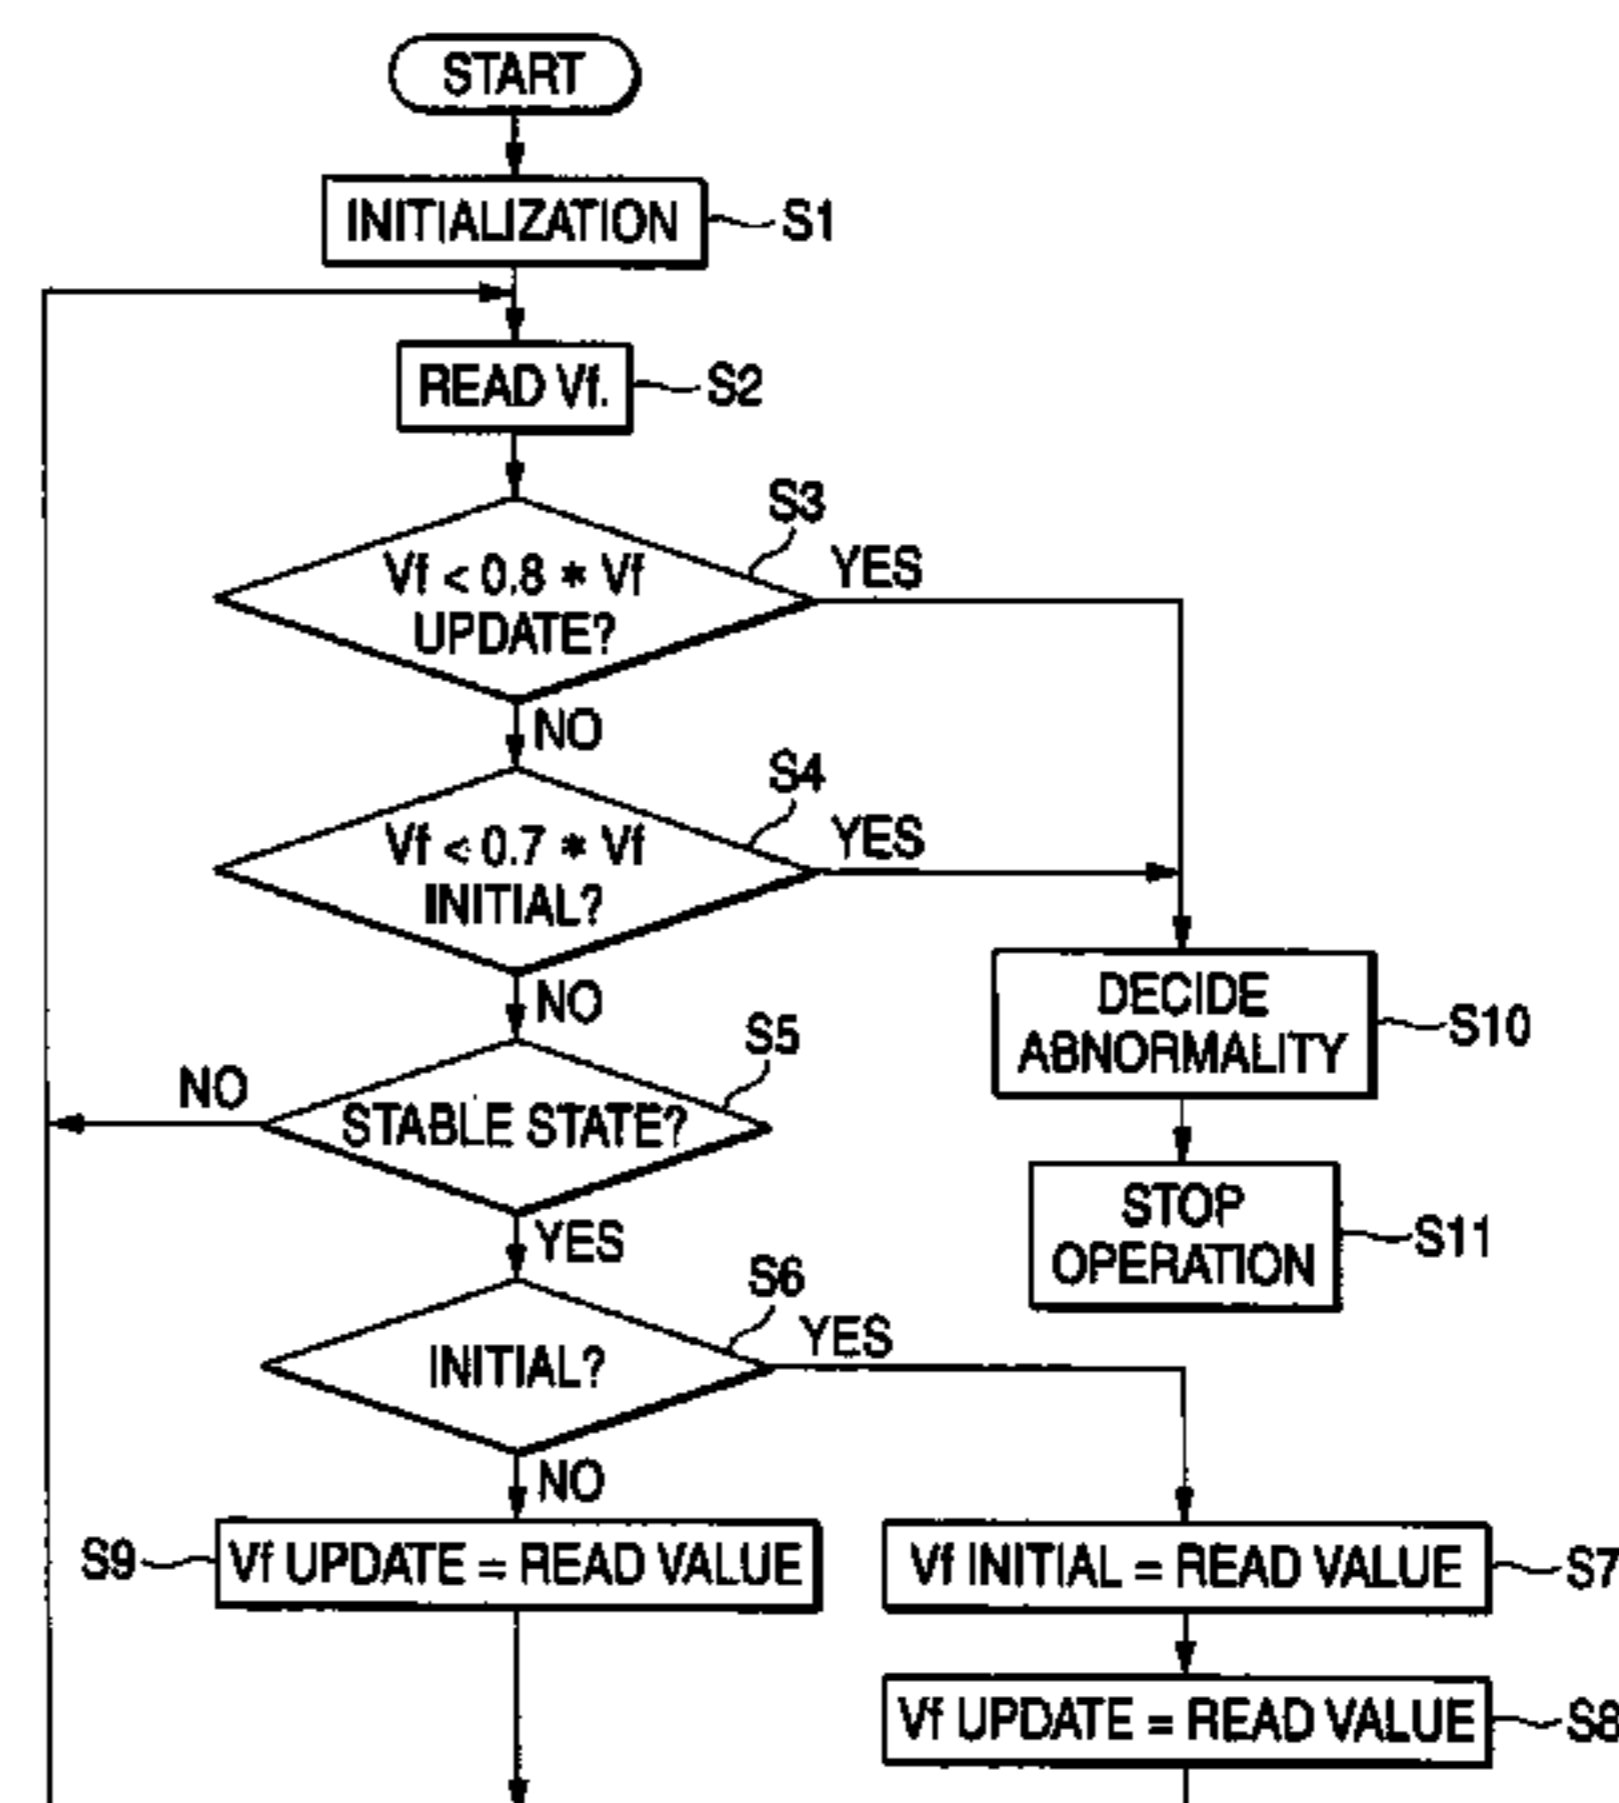 START
INITIALIZATION
S1
READ Vf.
S2
S3
Vf < 0.8 * Vf
UPDATE?
YES
NO
S4
Vf < 0.7 * Vf
INITIAL?
YES
NO
DECIDE
ABNORMALITY
S10
S5
STABLE STATE?
NO
YES
STOP
OPERATION
S11
S6
INITIAL?
YES
NO
S9
Vf UPDATE = READ VALUE
Vf INITIAL = READ VALUE
S7
Vf UPDATE = READ VALUE
S8